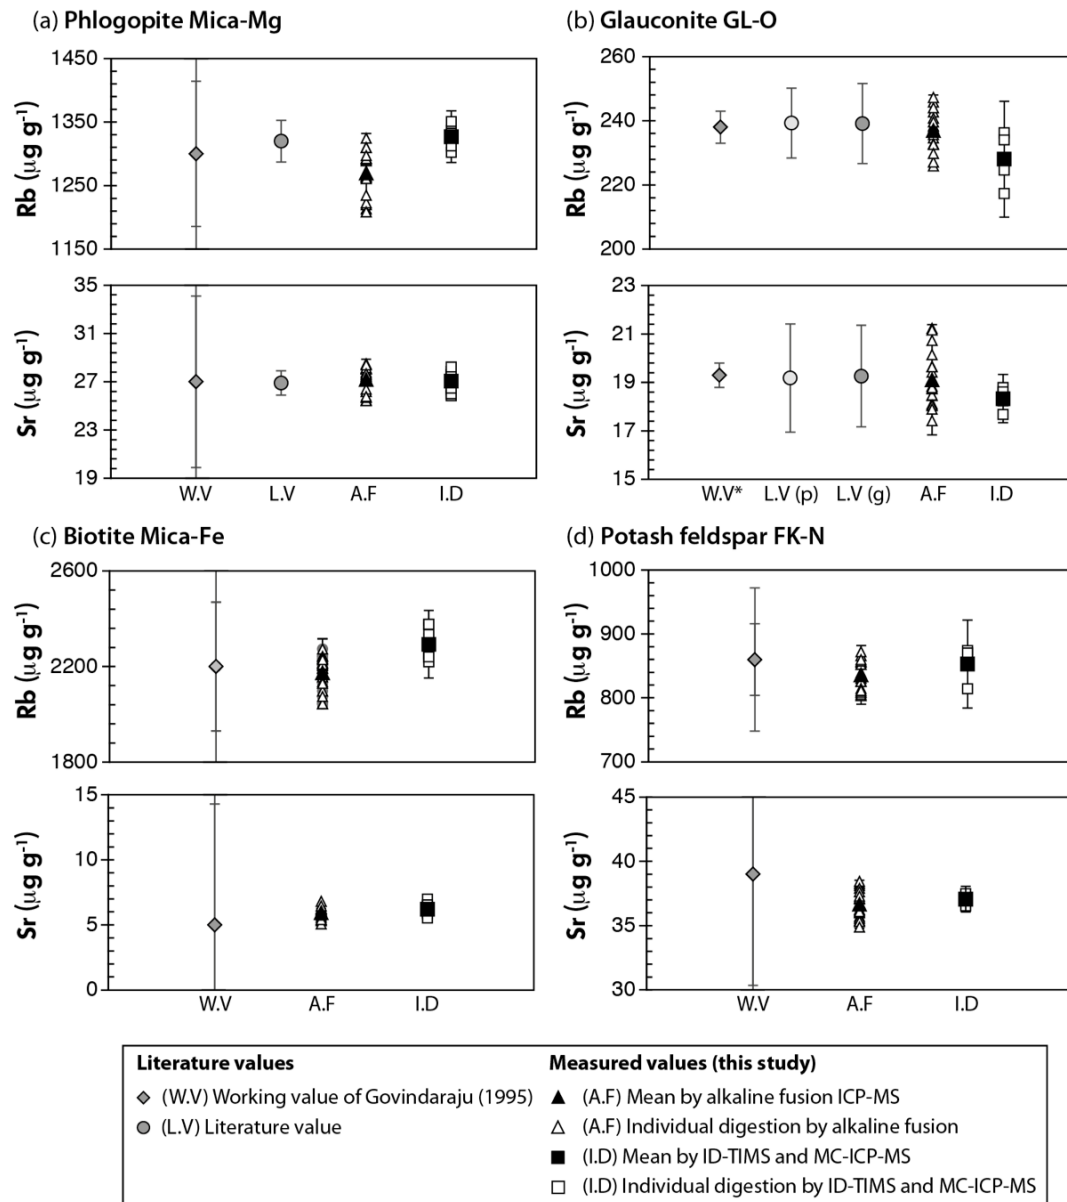 (a) Phlogopite Mica-Mg
1450
1350
1250
1150
Rb (µg g⁻¹)
35
31
27
23
19
Sr (µg g⁻¹)
W.V L.V A.F I.D
(b) Glauconite GL-O
260
240
220
200
Rb (µg g⁻¹)
23
21
19
17
15
Sr (µg g⁻¹)
W.V* L.V (p) L.V (g) A.F I.D
(c) Biotite Mica-Fe
2600
2200
1800
Rb (µg g⁻¹)
15
10
5
0
Sr (µg g⁻¹)
W.V A.F I.D
(d) Potash feldspar FK-N
1000
900
800
700
Rb (µg g⁻¹)
45
40
35
30
Sr (µg g⁻¹)
W.V A.F I.D
Literature values
(W.V) Working value of Govindaraju (1995)
(L.V) Literature value
Measured values (this study)
(A.F) Mean by alkaline fusion ICP-MS
(A.F) Individual digestion by alkaline fusion
(I.D) Mean by ID-TIMS and MC-ICP-MS
(I.D) Individual digestion by ID-TIMS and MC-ICP-MS